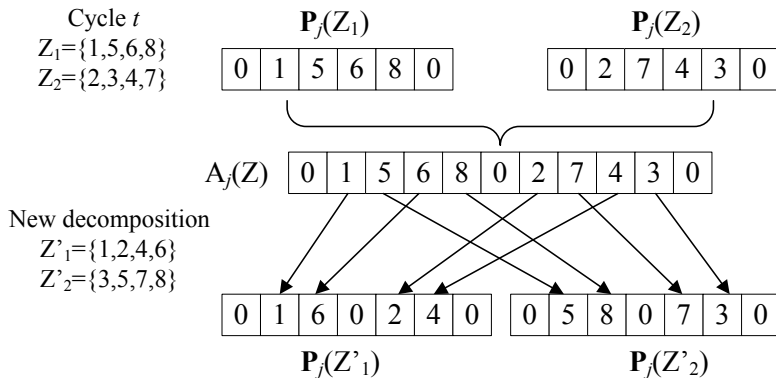 Cycle t
Z1={1,5,6,8}
Z2={2,3,4,7}
Pj(Z1)
Pj(Z2)
0 1 5 6 8 0
0 2 7 4 3 0
Aj(Z)
0 1 5 6 8 0 2 7 4 3 0
New decomposition
Z’1={1,2,4,6}
Z’2={3,5,7,8}
0 1 6 0 2 4 0
0 5 8 0 7 3 0
Pj(Z’1)
Pj(Z’2)